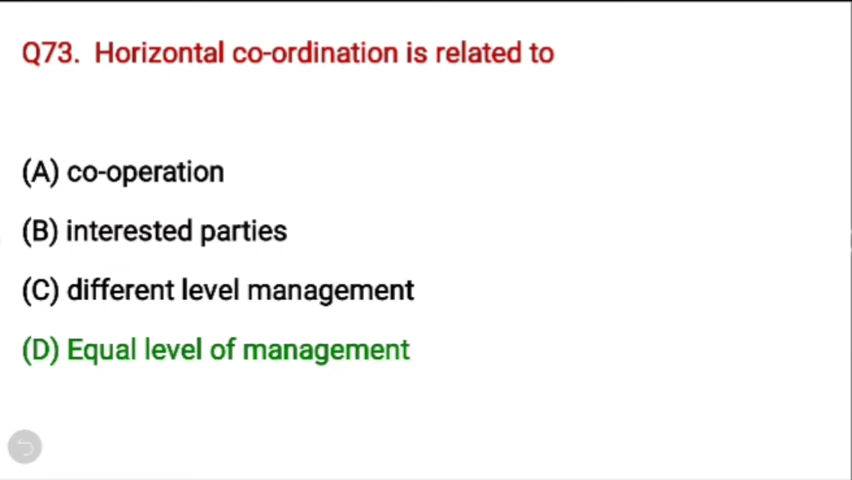 Q73. Horizontal co-ordination is related to
(A) co-operation
(B) interested parties
(C) different level management
(D) Equal level of management